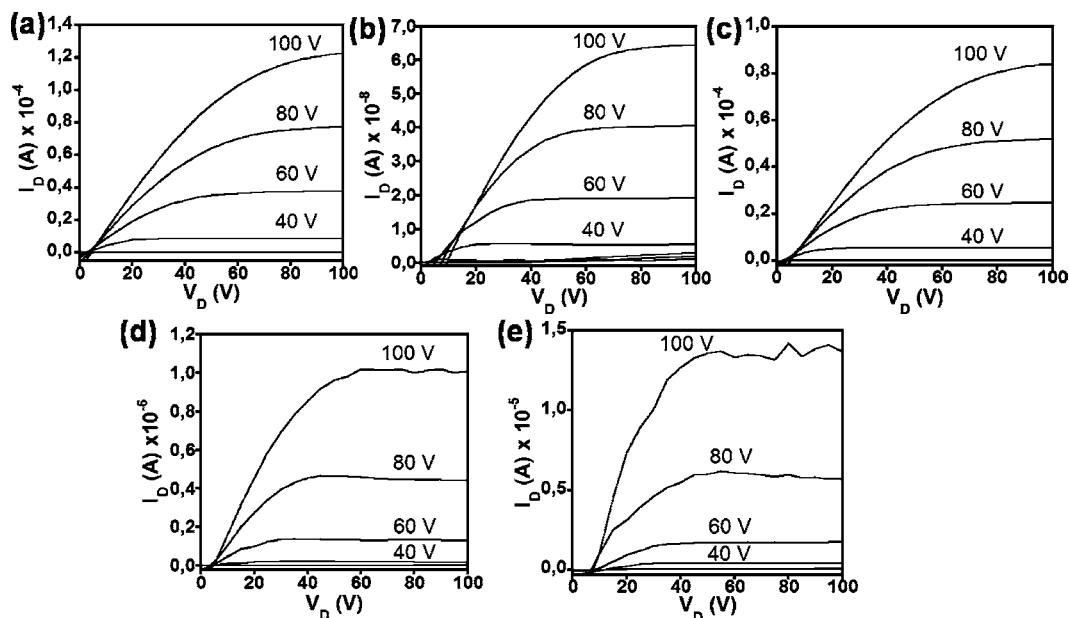 (a)
I_D (A) x 10^-4
1,4
1,2
1,0
0,8
0,6
0,4
0,2
0,0
100 V
80 V
60 V
40 V
0 20 40 60 80 100
V_D (V)
(b)
I_D (A) x 10^-8
7,0
6,0
5,0
4,0
3,0
2,0
1,0
0,0
100 V
80 V
60 V
40 V
0 20 40 60 80 100
V_D (V)
(c)
I_D (A) x 10^-4
1,0
0,8
0,6
0,4
0,2
0,0
100 V
80 V
60 V
40 V
0 20 40 60 80 100
V_D (V)
(d)
I_D (A) x10^-6
1,2
1,0
0,8
0,6
0,4
0,2
0,0
100 V
80 V
60 V
40 V
0 20 40 60 80 100
V_D (V)
(e)
I_D (A) x 10^-5
1,5
1,0
0,5
0,0
100 V
80 V
60 V
40 V
0 20 40 60 80 100
V_D (V)